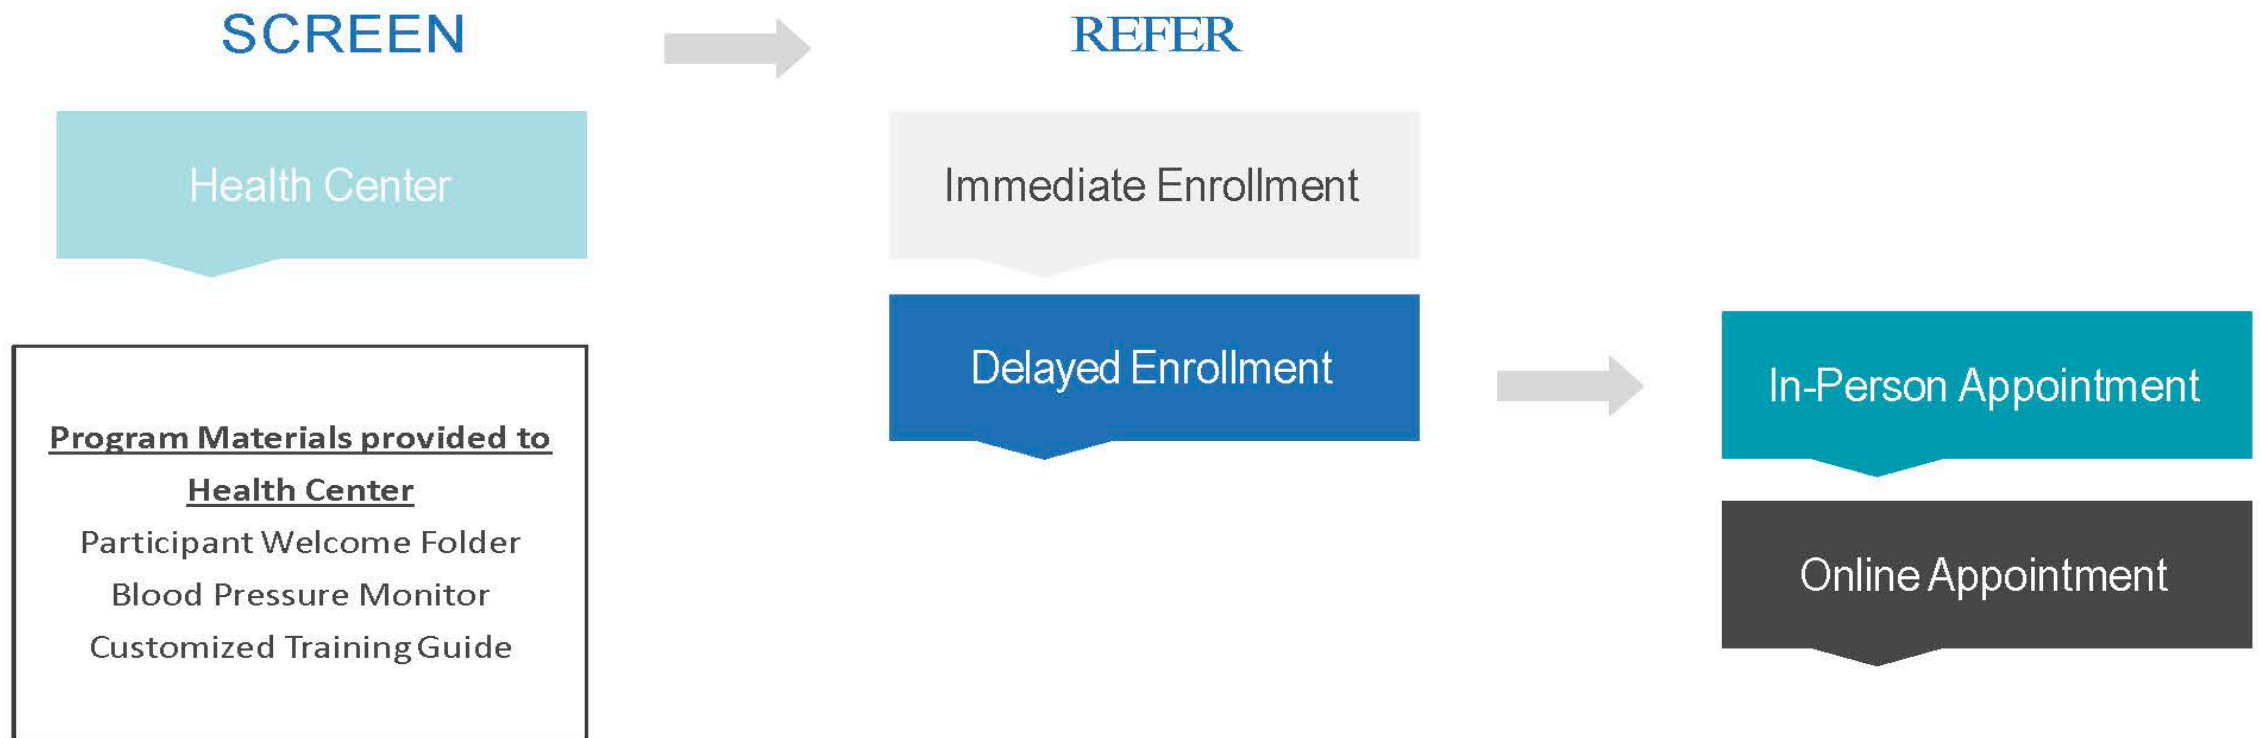 SCREEN
REFER
Health Center
Immediate Enrollment
Delayed Enrollment
In-Person Appointment
Online Appointment
Program Materials provided to
Health Center
Participant Welcome Folder
Blood Pressure Monitor
Customized Training Guide